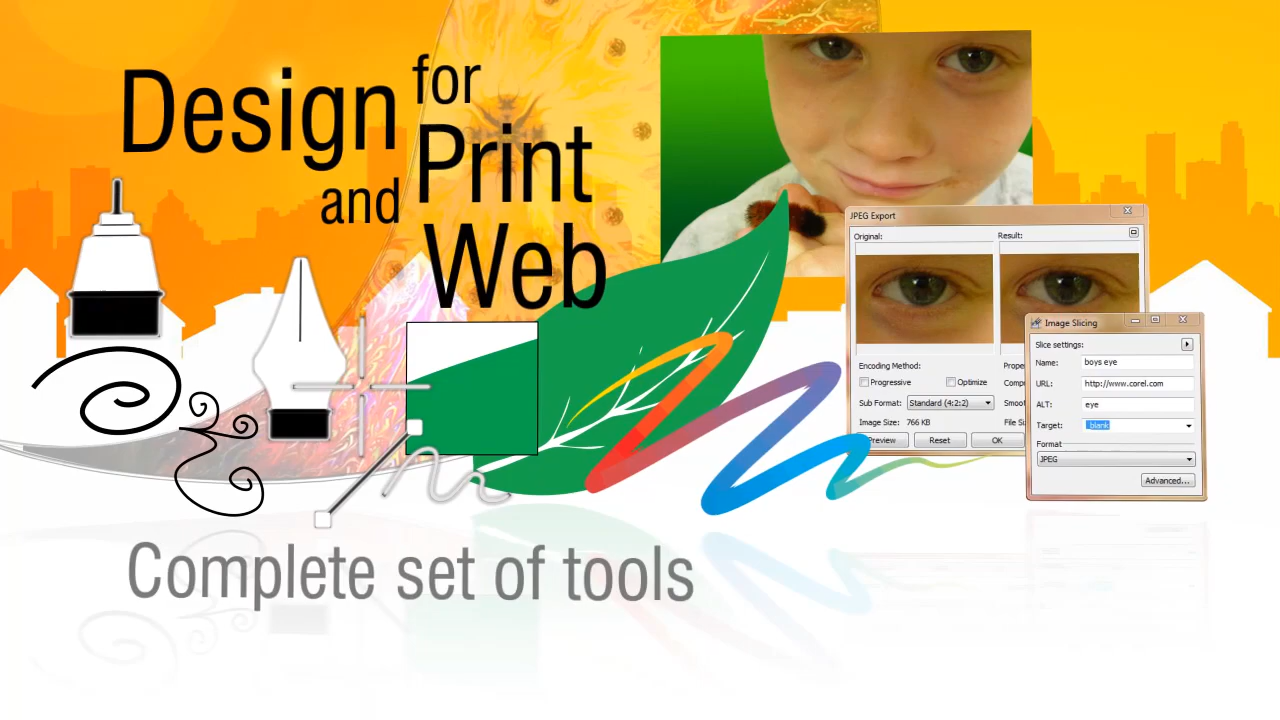 Design for
and Print
Web
JPEG Export
Original:
Result:
Encoding Method:
Progressive
Optimize
Sub Format:
Standard (4:2:2)
Image Size: 766 KB
Preview
Reset
OK
Image Slicing
Slice settings:
Name: boys eye
URL: http://www.corel.com
ALT: eye
Target: _blank
Format
JPEG
Advanced...
Complete set of tools